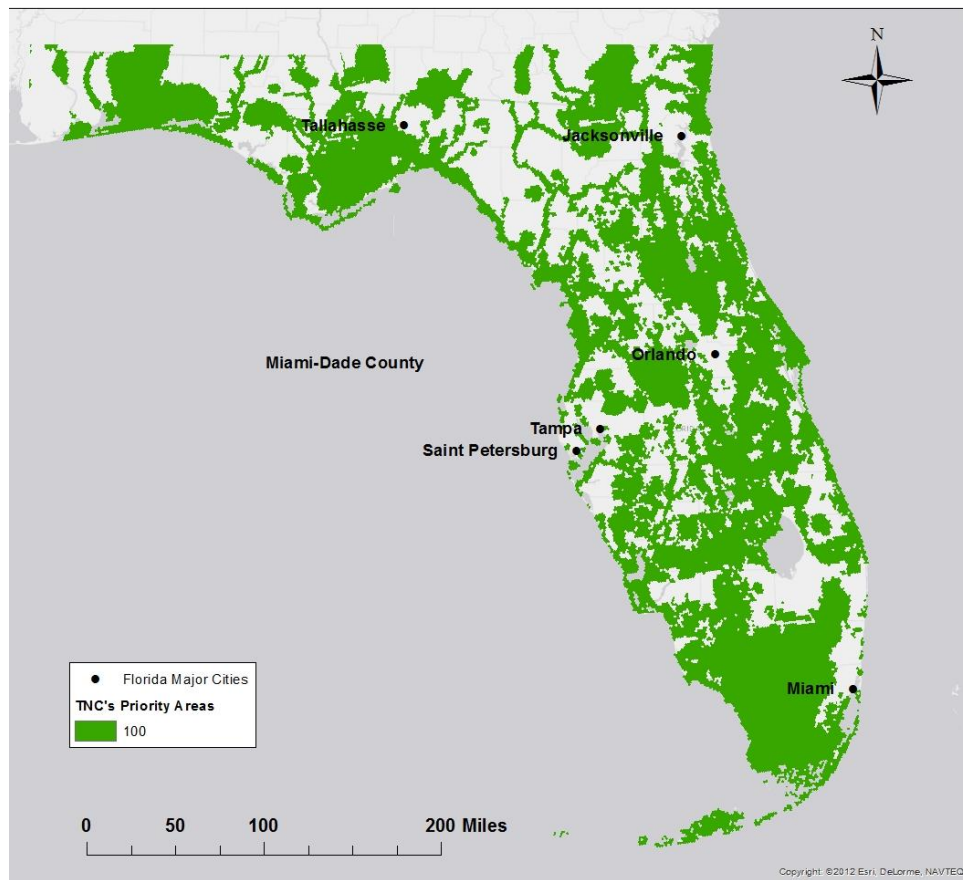 N
Tallahasse
Jacksonville
Miami-Dade County
Orlando
Tampa
Saint Petersburg
Florida Major Cities
TNC's Priority Areas
100
Miami
0 50 100 200 Miles
Copyright: ©2012 Esri, DeLorme, NAVTEQ